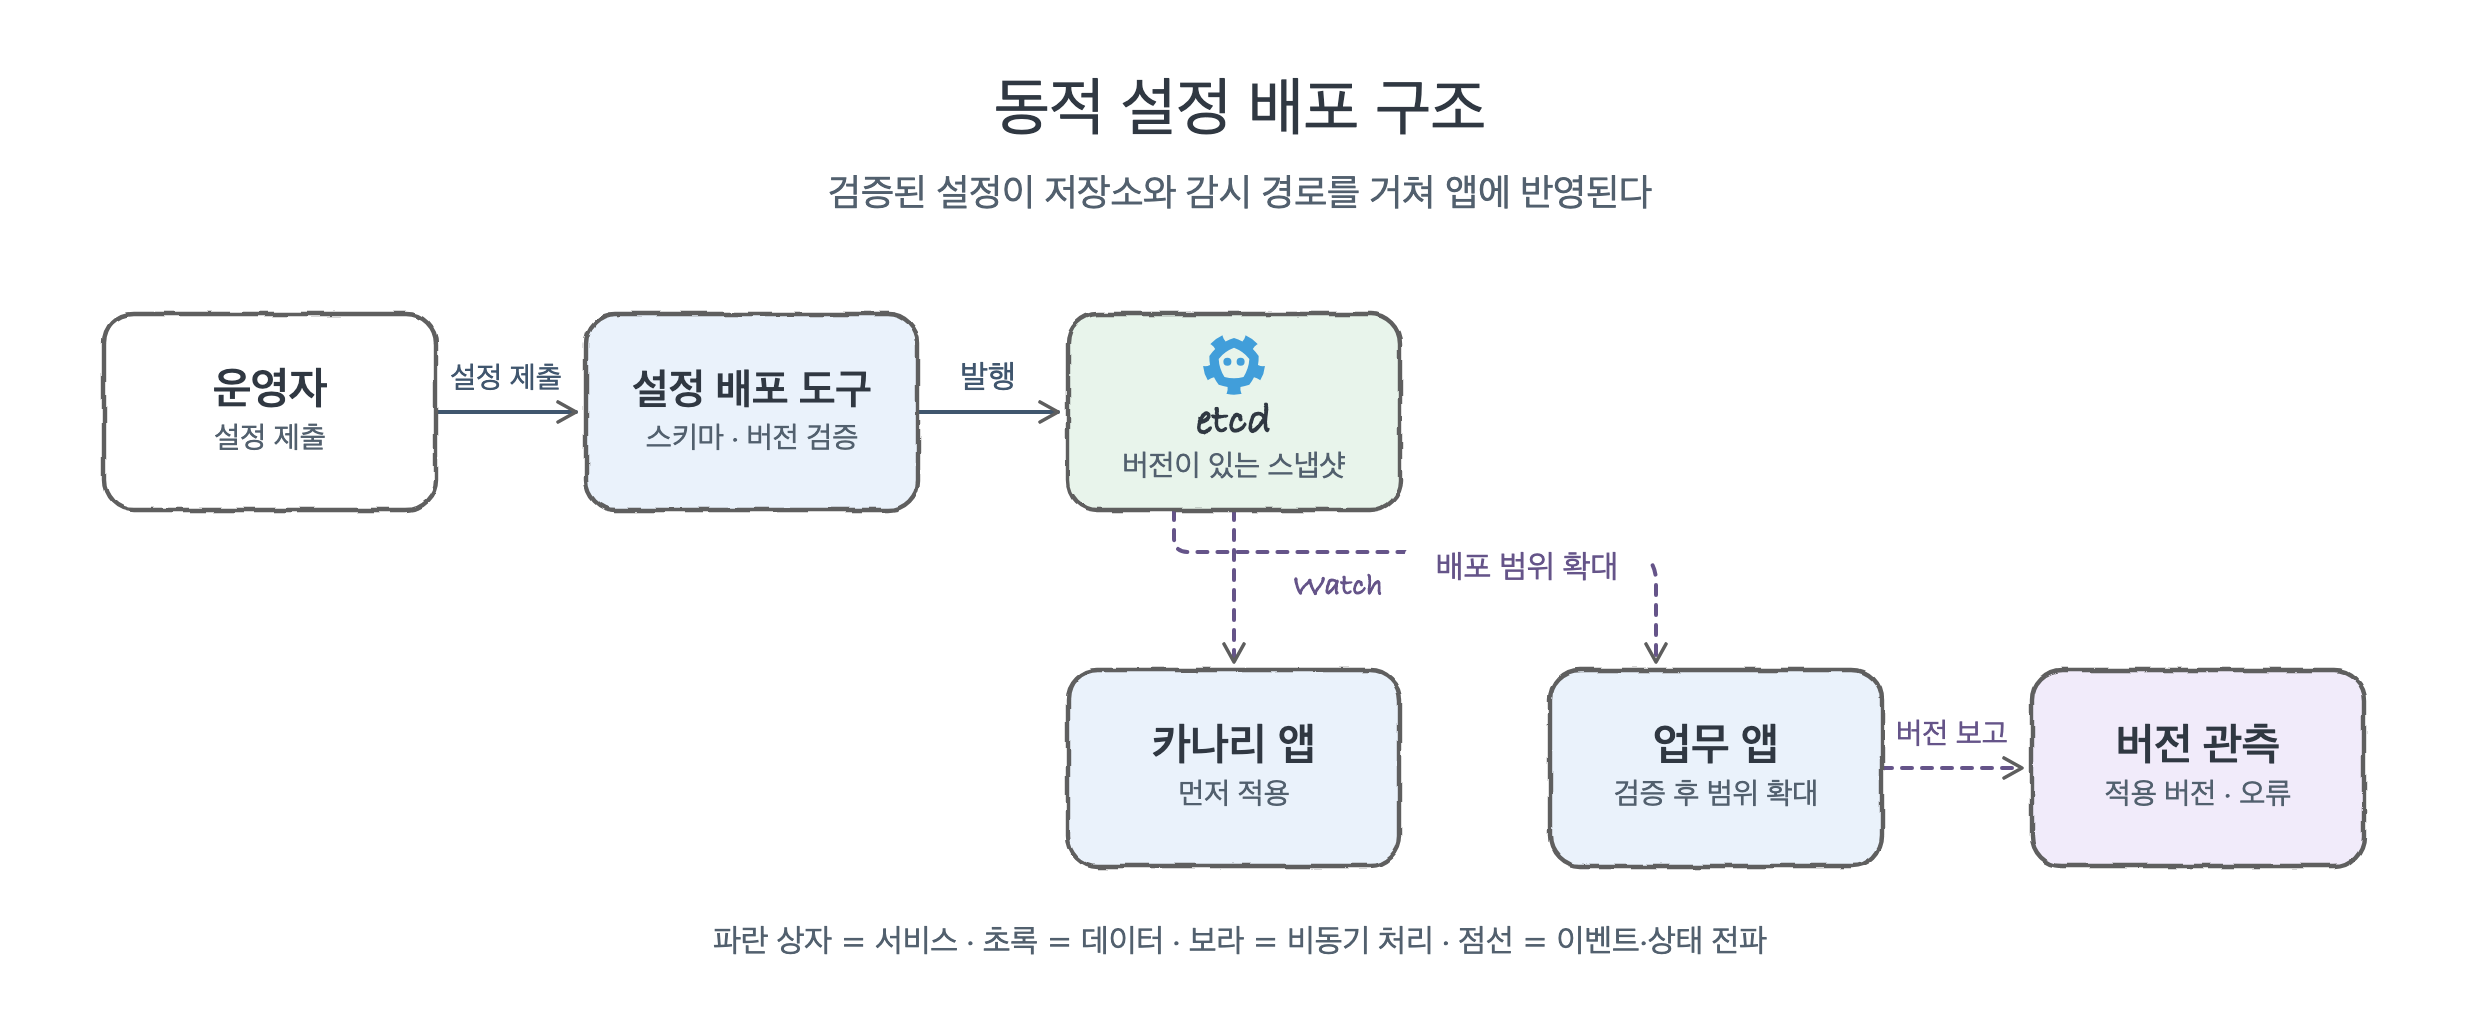 동적 설정 배포 구조
검증된 설정이 저장소와 감시 경로를 거쳐 앱에 반영된다
운영자
설정 제출
설정 제출
설정 배포 도구
스키마 · 버전 검증
발행
etcd
버전이 있는 스냅샷
watch
배포 범위 확대
카나리 앱
먼저 적용
업무 앱
검증 후 범위 확대
버전 보고
버전 관측
적용 버전 · 오류
파란 상자 = 서비스 · 초록 = 데이터 · 보라 = 비동기 처리 · 점선 = 이벤트·상태 전파